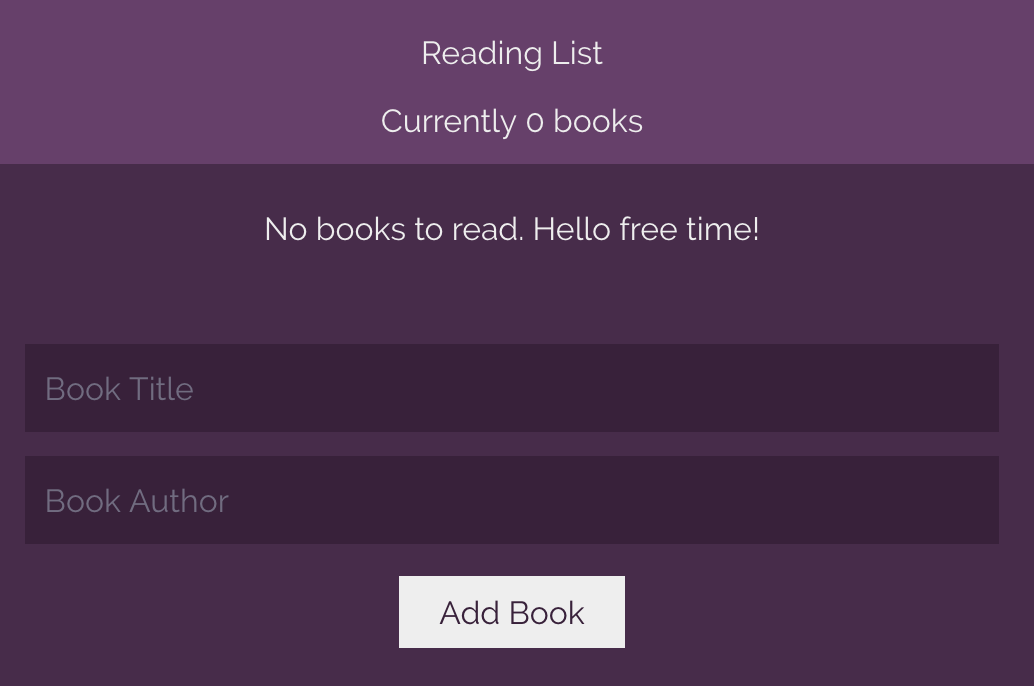 Reading List
Currently 0 books
No books to read. Hello free time!
Book Title
Book Author
Add Book